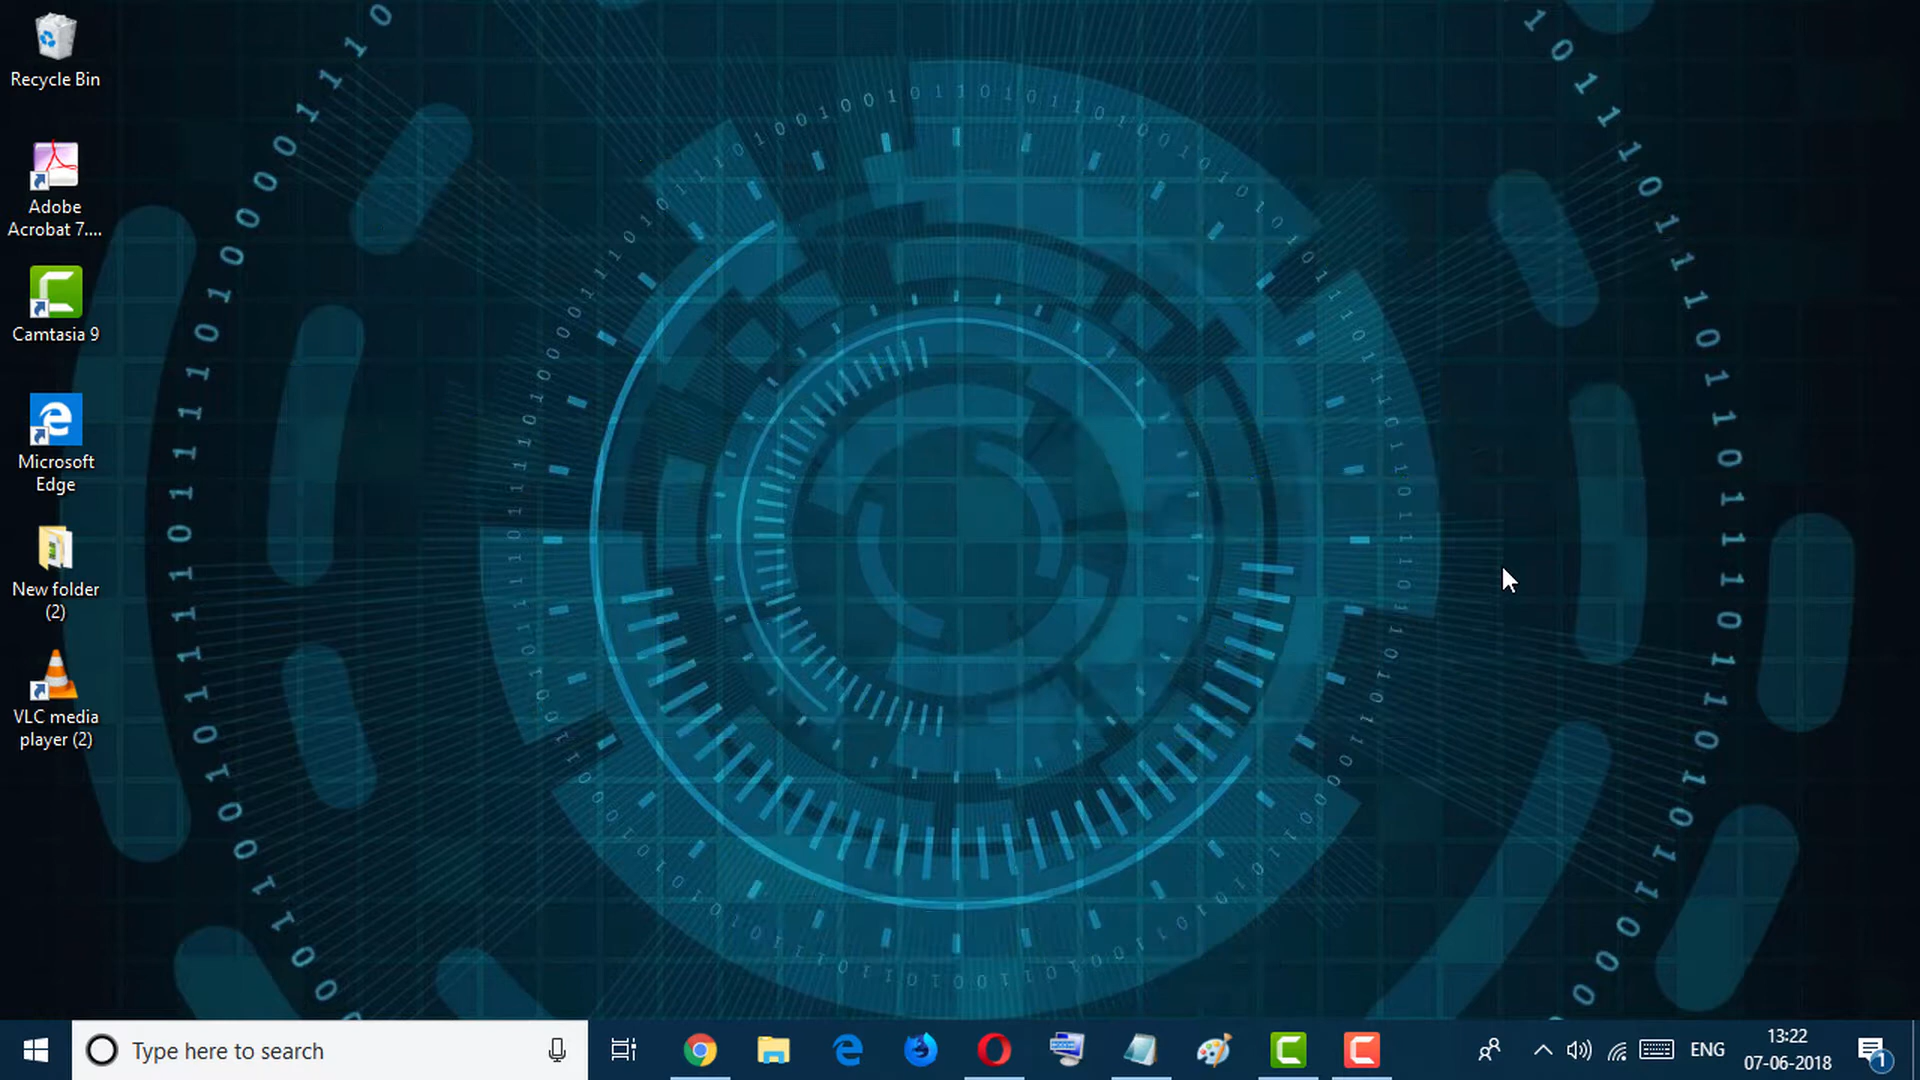 Recycle Bin
Adobe
Acrobat 7....
Camtasia 9
Microsoft
Edge
New folder
(2)
VLC media
player (2)
Type here to search
ENG
13:22
07-06-2018
1